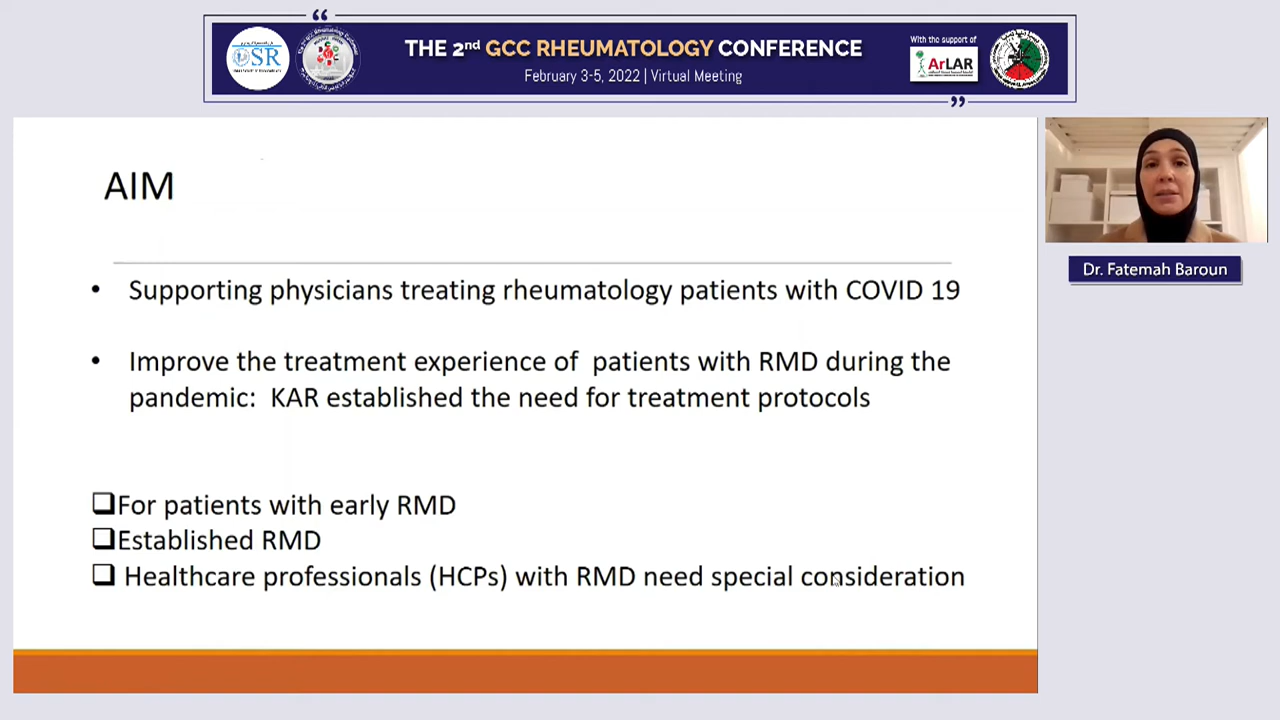 THE 2nd GCC RHEUMATOLOGY CONFERENCE
February 3-5, 2022 | Virtual Meeting
With the support of
SR
ArLAR
Dr. Fatemah Baroun
AIM
• Supporting physicians treating rheumatology patients with COVID 19
• Improve the treatment experience of patients with RMD during the
pandemic: KAR established the need for treatment protocols
❑For patients with early RMD
❑Established RMD
❑ Healthcare professionals (HCPs) with RMD need special consideration